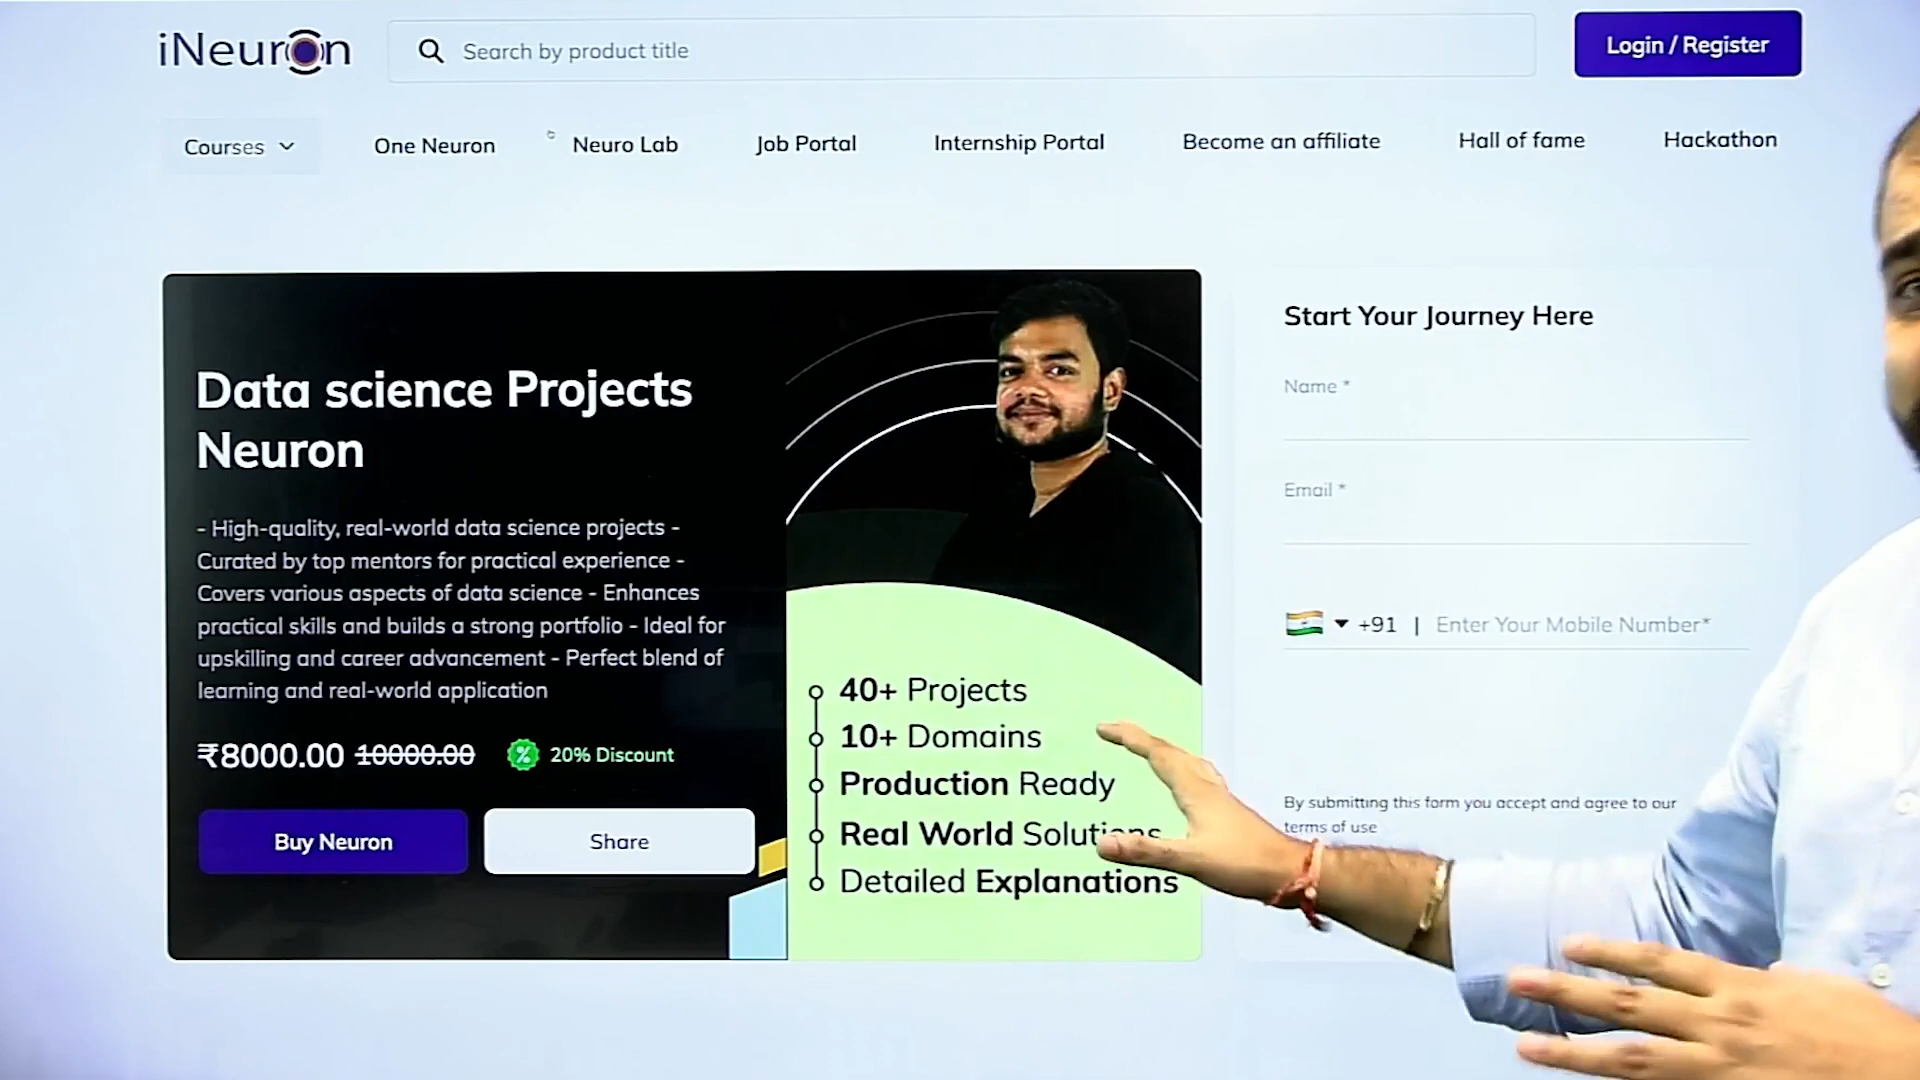 iNeuron
Search by product title
Login / Register
Courses
One Neuron
Neuro Lab
Job Portal
Internship Portal
Become an affiliate
Hall of fame
Hackathon
Data science Projects
Neuron
- High-quality, real-world data science projects -
Curated by top mentors for practical experience -
Covers various aspects of data science - Enhances
practical skills and builds a strong portfolio - Ideal for
upskilling and career advancement - Perfect blend of
learning and real-world application
₹8000.00 10000.00
20% Discount
Buy Neuron
Share
40+ Projects
10+ Domains
Production Ready
Real World Solutions
Detailed Explanations
Start Your Journey Here
Name *
Email *
+91 | Enter Your Mobile Number*
By submitting this form you accept and agree to our
terms of use